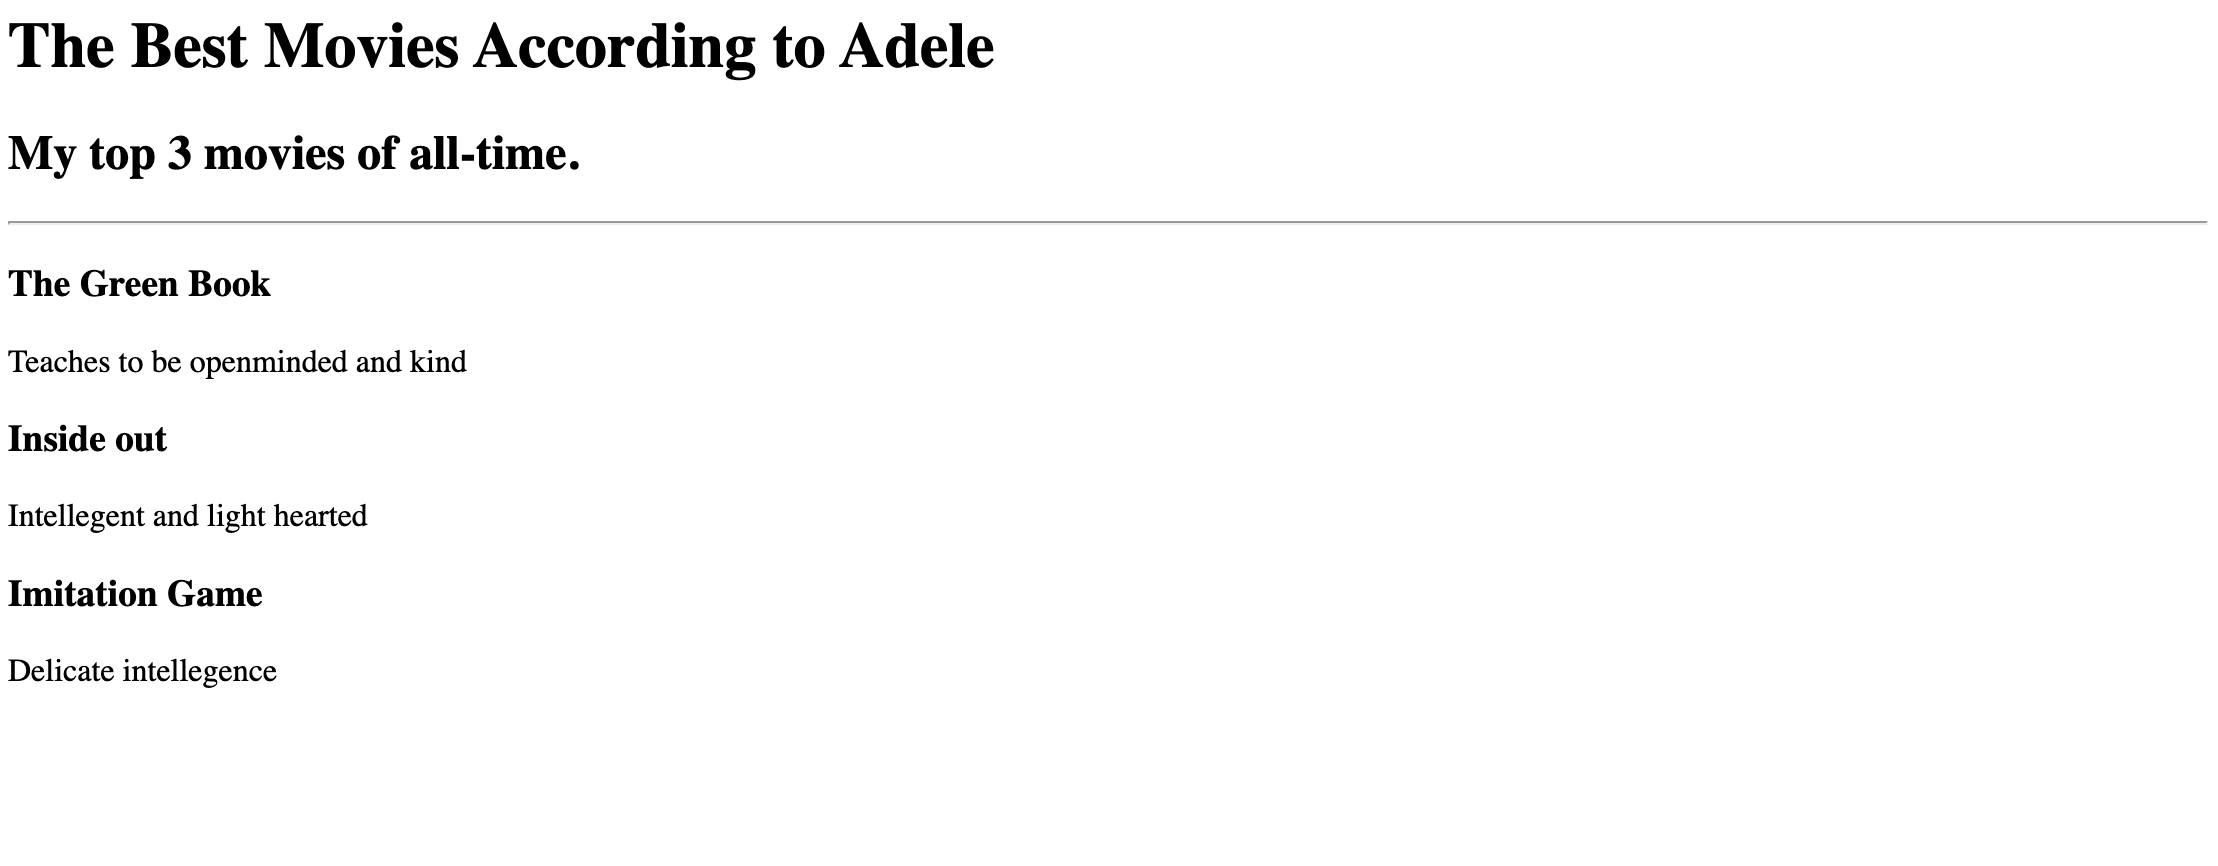 The Best Movies According to Adele
My top 3 movies of all-time.
The Green Book
Teaches to be openminded and kind
Inside out
Intellegent and light hearted
Imitation Game
Delicate intellegence